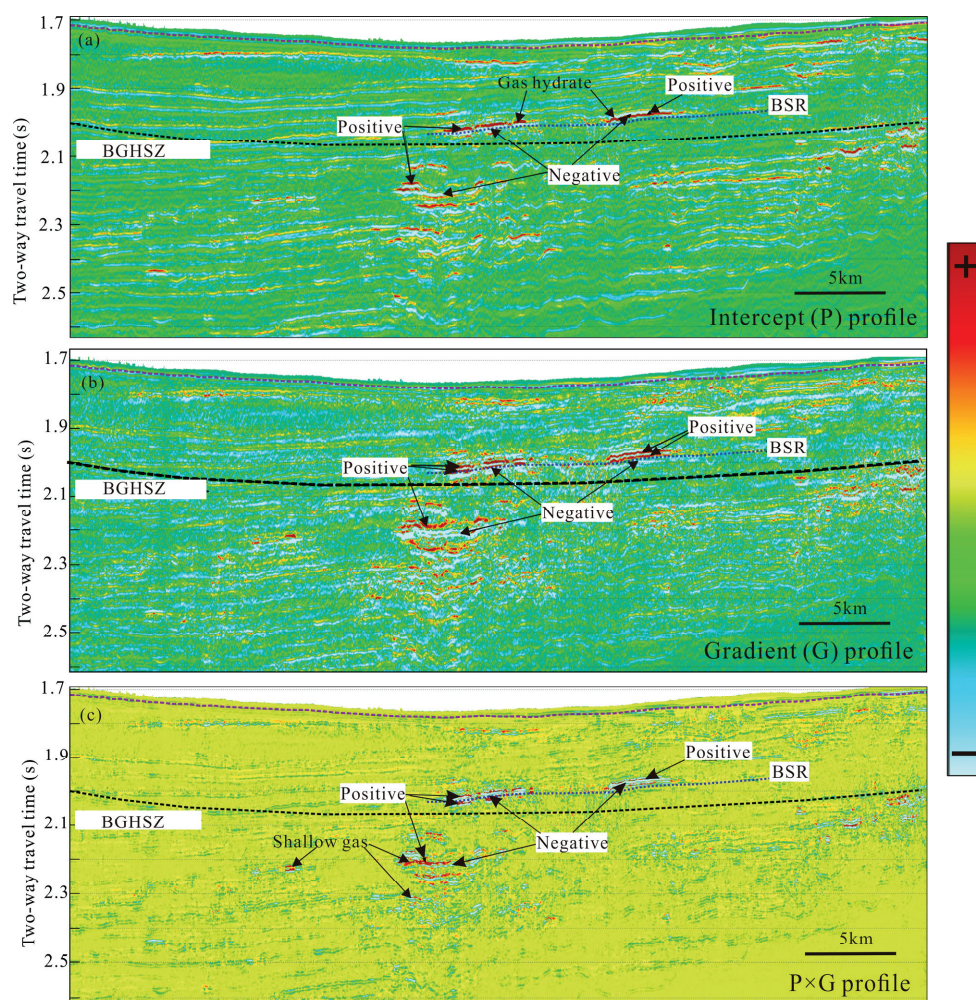 1.7
(a)
Gas hydrate
Positive
1.9
BSR
Positive
BGHSZ
2.1
Negative
2.3
2.5
5km
Intercept (P) profile
Two-way travel time (s)
+
1.7
(b)
Positive
1.9
BSR
Positive
BGHSZ
2.1
Negative
2.3
2.5
5km
Gradient (G) profile
Two-way travel time (s)
−
1.7
(c)
Positive
1.9
BSR
Positive
BGHSZ
2.1
Shallow gas
Negative
2.3
2.5
5km
P×G profile
Two-way travel time (s)